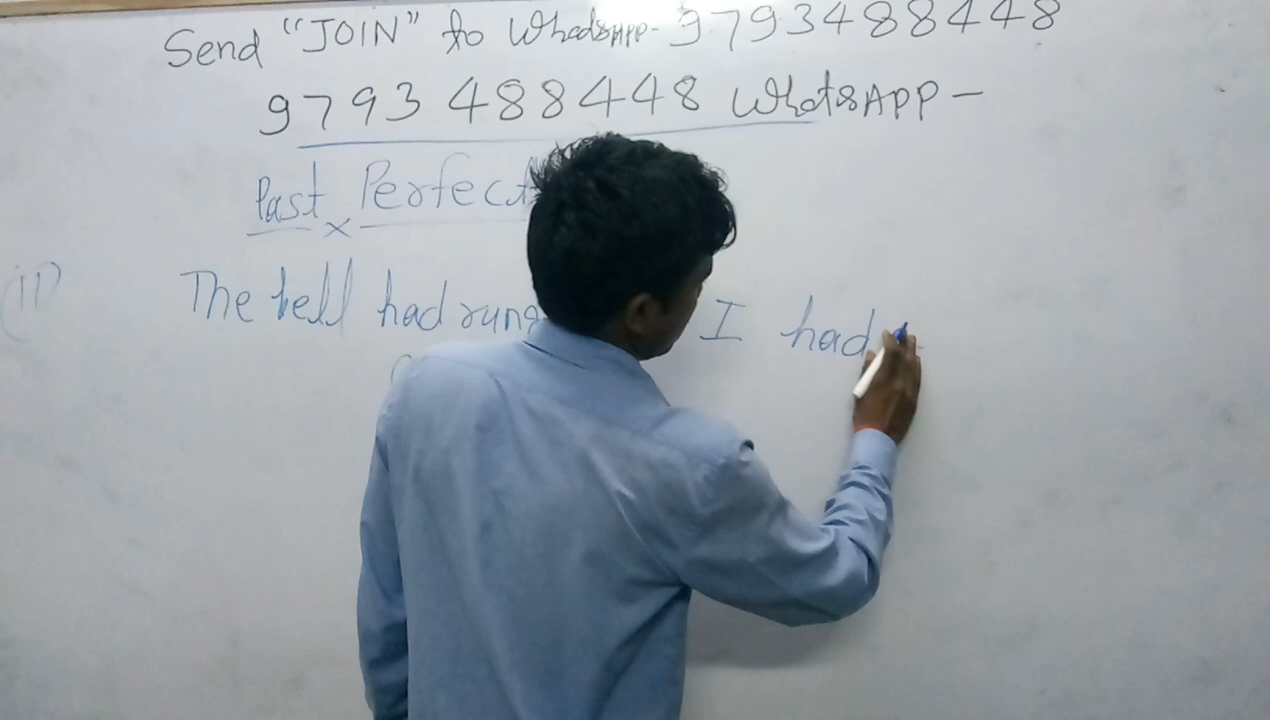 Send "JOIN" to WhatsApp- 9793488448
9793 488448 WhatsAPP-
Past x Perfect
(ii) The bell had rung I had